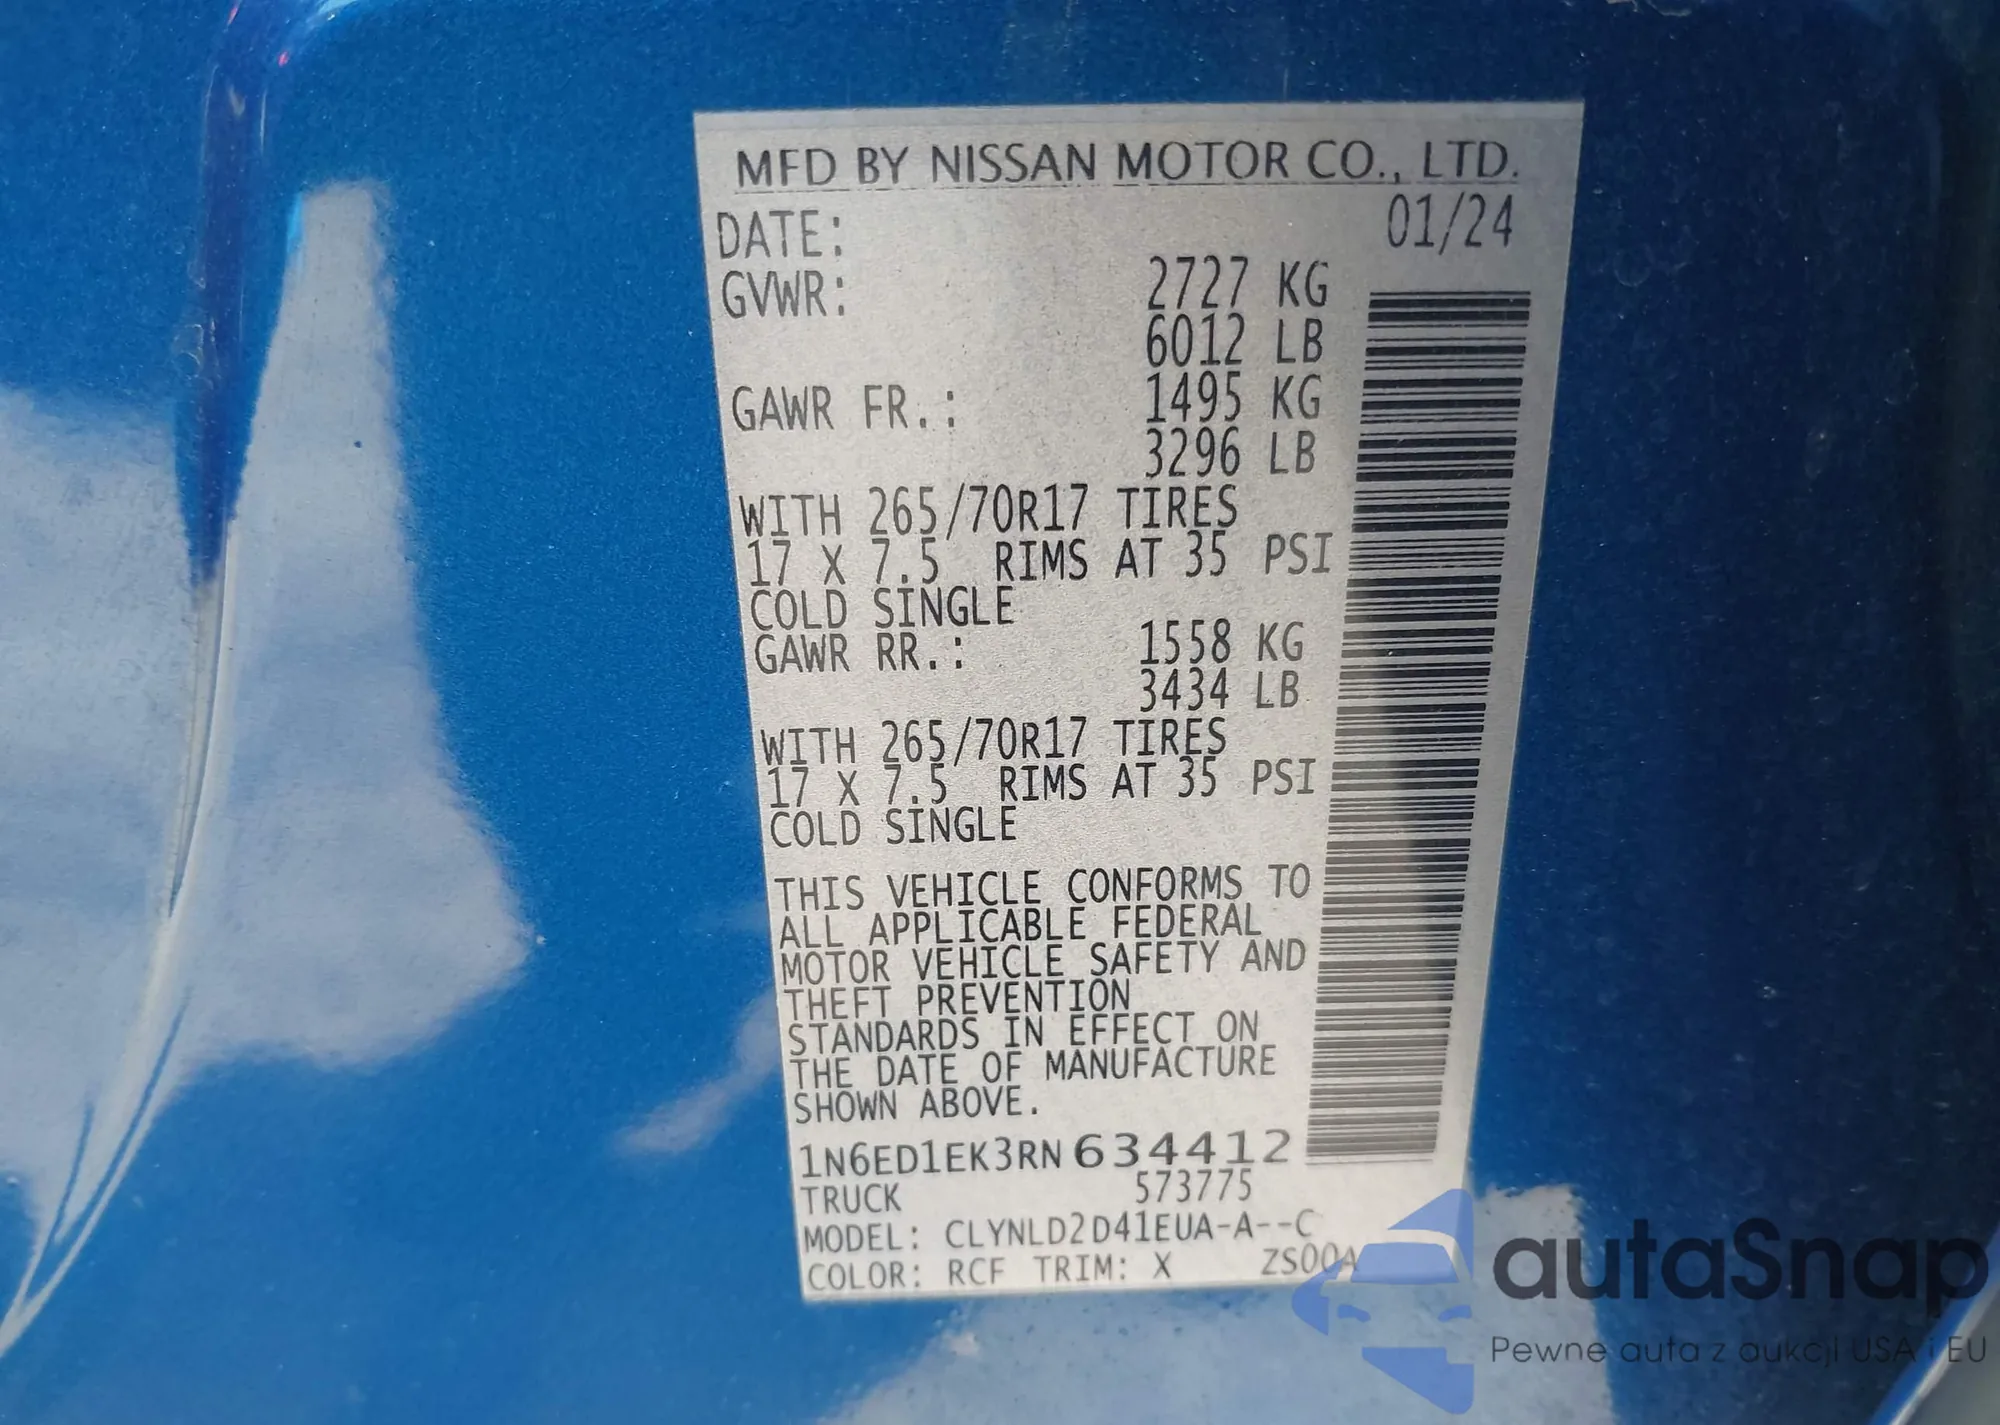 MFD BY NISSAN MOTOR CO., LTD.
DATE: 01/24
GVWR: 2727 KG
6012 LB
GAWR FR.: 1495 KG
3296 LB
WITH 265/70R17 TIRES
17 X 7.5 RIMS AT 35 PSI
COLD SINGLE
GAWR RR.: 1558 KG
3434 LB
WITH 265/70R17 TIRES
17 X 7.5 RIMS AT 35 PSI
COLD SINGLE
THIS VEHICLE CONFORMS TO
ALL APPLICABLE FEDERAL
MOTOR VEHICLE SAFETY AND
THEFT PREVENTION
STANDARDS IN EFFECT ON
THE DATE OF MANUFACTURE
SHOWN ABOVE.
1N6ED1EK3RN634412
TRUCK 573775
MODEL: CLYNLD2D41EUA-A--C
COLOR: RCF TRIM: X ZS00A
autaSnap
Pewne auta z aukcji USA i EU